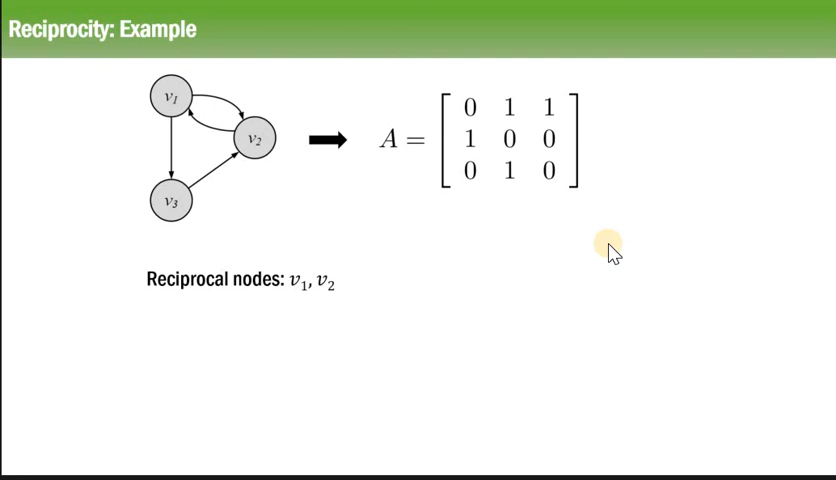 Reciprocity: Example
v1
v2
v3
A = [ 0 1 1
1 0 0
0 1 0 ]
Reciprocal nodes: v1, v2